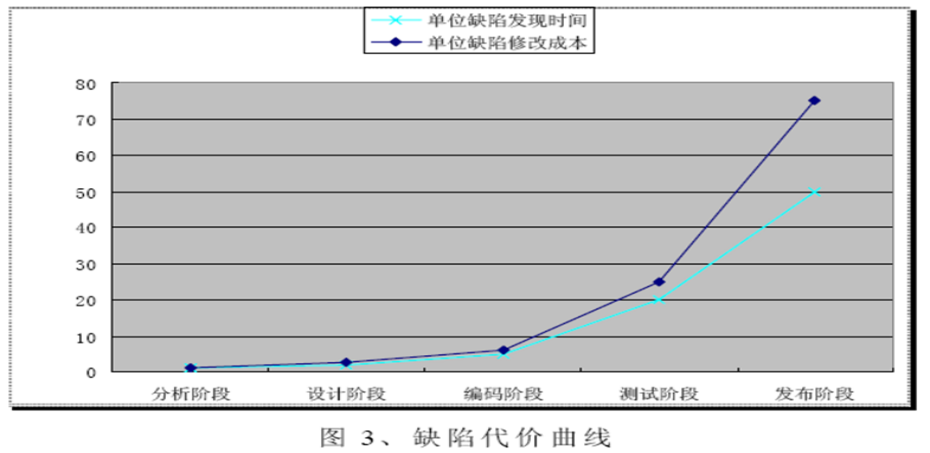 单位缺陷发现时间
单位缺陷修改成本
80
70
60
50
40
30
20
10
0
分析阶段 设计阶段 编码阶段 测试阶段 发布阶段
图 3、缺陷代价曲线